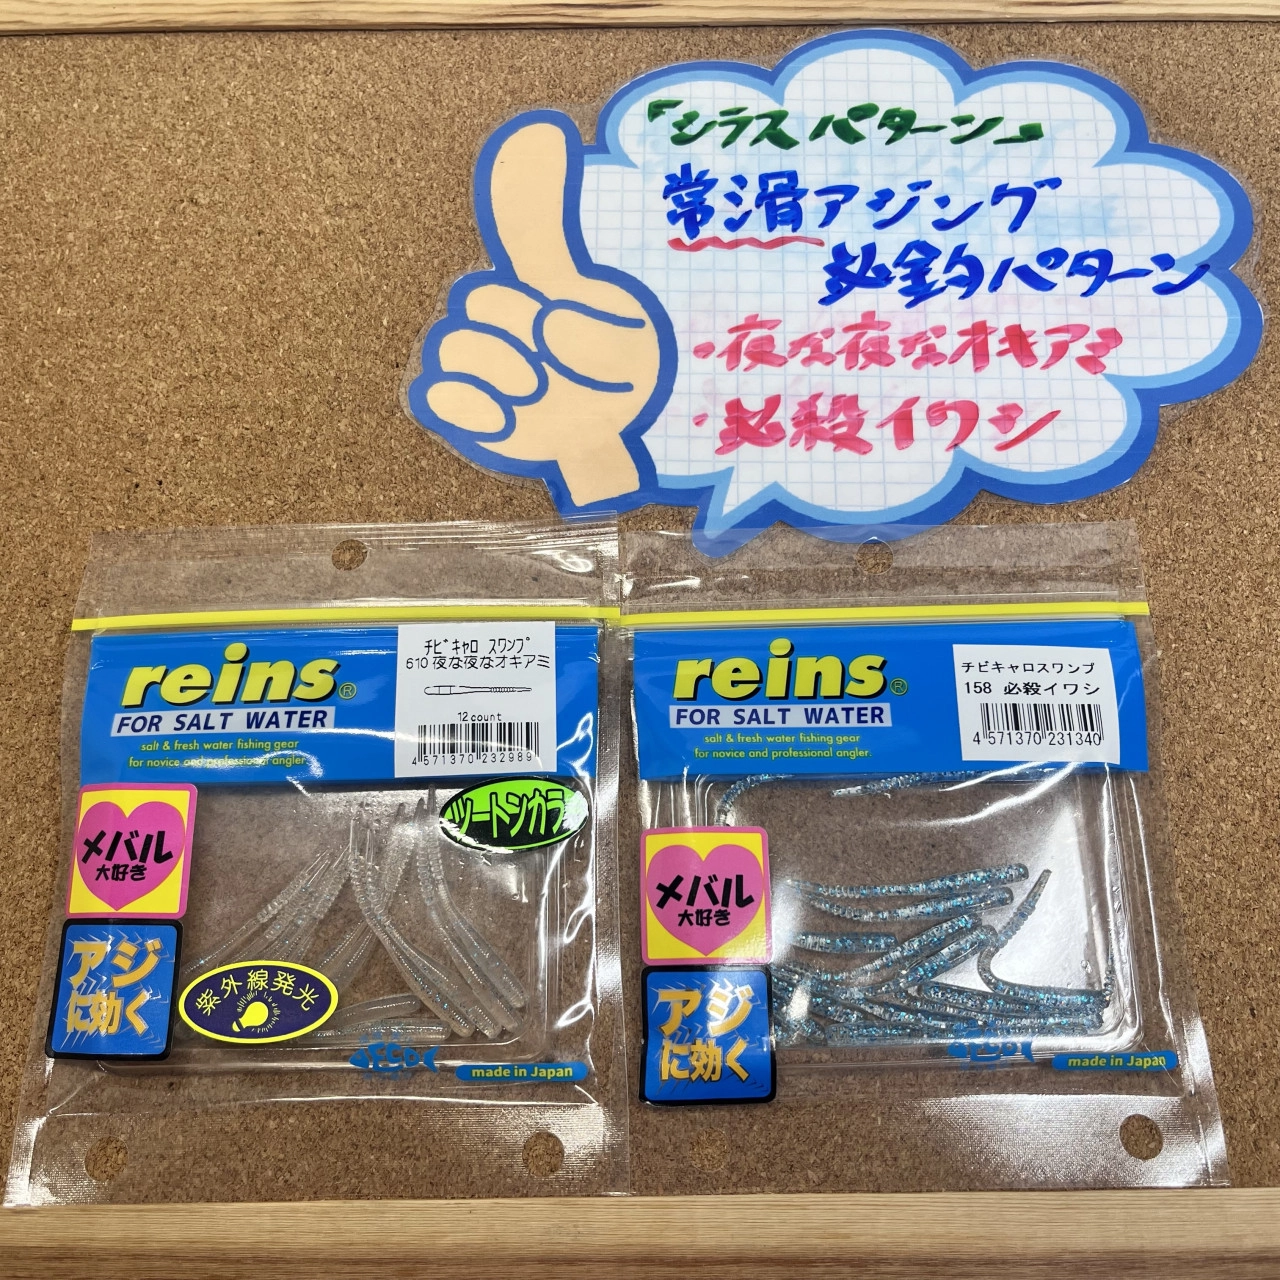 「シラスパターン」
常滑アジング
必釣パターン
・夜な夜なオキアミ
・必殺イワシ
reins®
FOR SALT WATER
salt & fresh water fishing gear
for novice and professional angler.
チビキャロ スワンプ
610 夜な夜なオキアミ
12count
4 571370 232989
ツートンカラー
メバル
大好き
アジ
に効く
紫外線発光
made in Japan
reins®
FOR SALT WATER
salt & fresh water fishing gear
for novice and professional angler.
チビキャロスワンプ
158 必殺イワシ
4 571370 231340
メバル
大好き
アジ
に効く
made in Japan